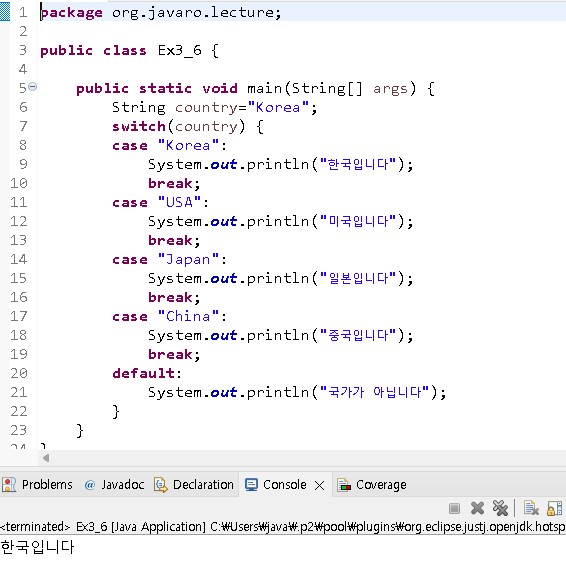 1 package org.javaro.lecture;
2
3 public class Ex3_6 {
4
5 public static void main(String[] args) {
6 String country="Korea";
7 switch(country) {
8 case "Korea":
9 System.out.println("한국입니다");
10 break;
11 case "USA":
12 System.out.println("미국입니다");
13 break;
14 case "Japan":
15 System.out.println("일본입니다");
16 break;
17 case "China":
18 System.out.println("중국입니다");
19 break;
20 default:
21 System.out.println("국가가 아닙니다");
22 }
23 }
24 }
Problems Javadoc Declaration Console Coverage
<terminated> Ex3_6 [Java Application] C:₩Users₩java₩.p2₩pool₩plugins₩org.eclipse.justj.openjdk.hotsp
한국입니다